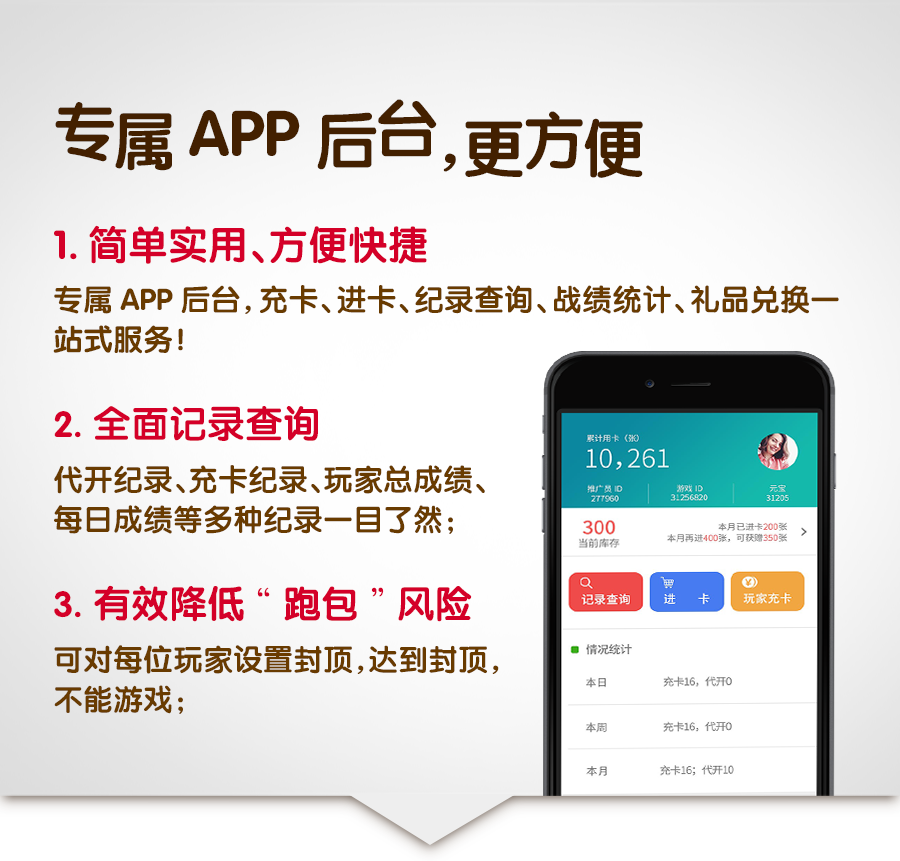 专属 APP 后台,更方便
1. 简单实用、方便快捷
专属 APP 后台, 充卡、进卡、纪录查询、战绩统计、礼品兑换一
站式服务!
2. 全面记录查询
代开纪录、充卡纪录、玩家总成绩、
每日成绩等多种纪录一目了然;
3. 有效降低“跑包”风险
可对每位玩家设置封顶,达到封顶,
不能游戏;
累计用卡（张）
10,261
推广员 ID 游戏 ID 元宝
277960 31256820 31205
300 本月已进卡200张
当前库存 本月再进400张，可获赠350张
记录查询 进 卡 玩家充卡
情况统计
本日 充卡16，代开0
本周 充卡16，代开0
本月 充卡16；代开10